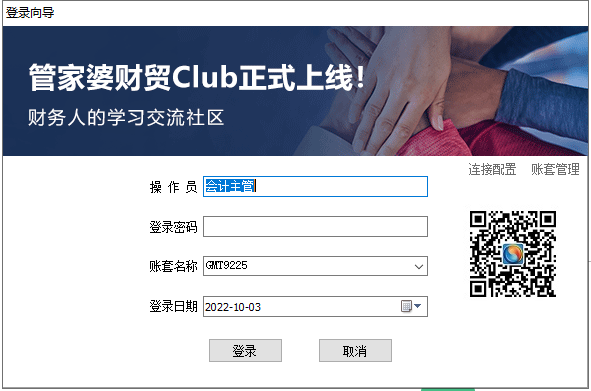 登录向导
管家婆财贸Club正式上线！
财务人的学习交流社区
连接配置 账套管理
操 作 员 会计主管
登录密码
账套名称 GMT9225
登录日期 2022-10-03
登录 取消